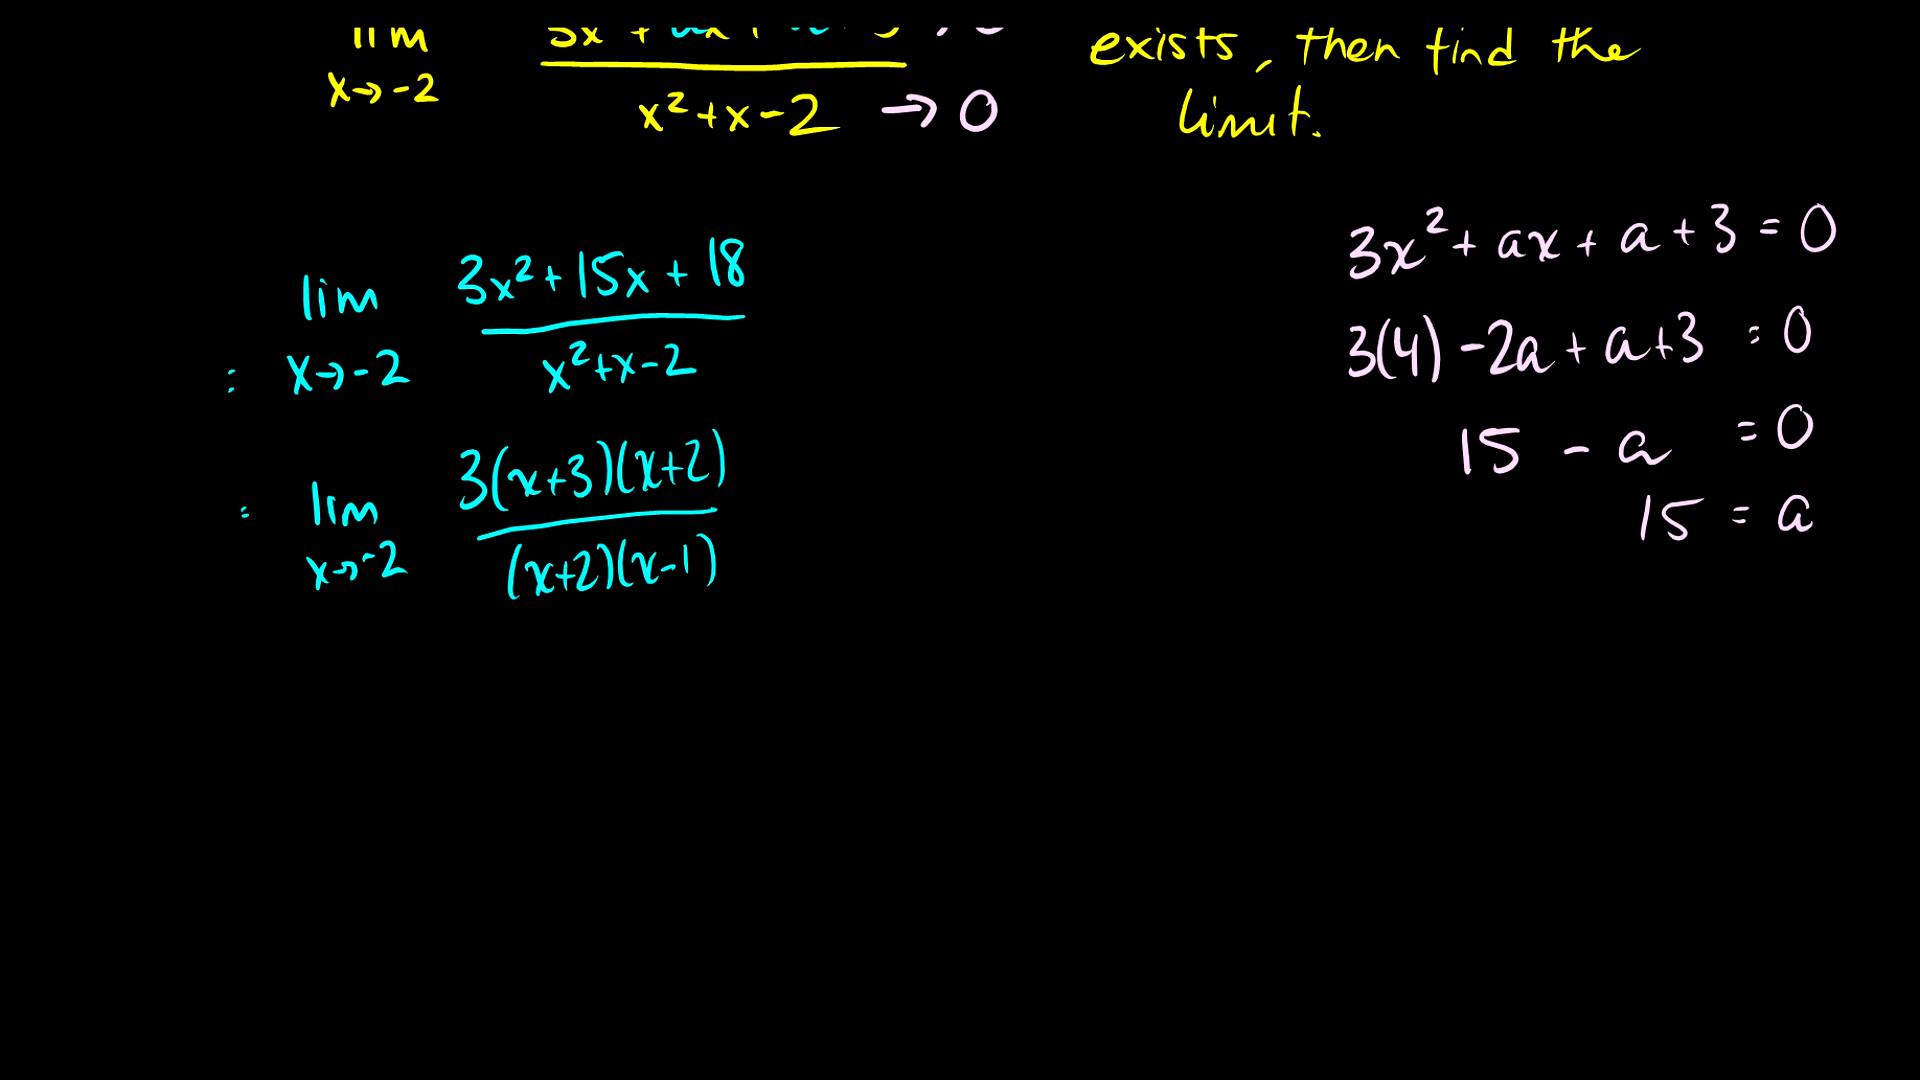 lim exists, then find the
x→-2 x²+x-2 → 0 limit.
lim 3x²+15x+18
: x→-2 x²+x-2
= lim 3(x+3)(x+2)
x→-2 (x+2)(x-1)
3x²+ax+a+3=0
3(4)-2a+a+3 = 0
15 - a = 0
15 = a